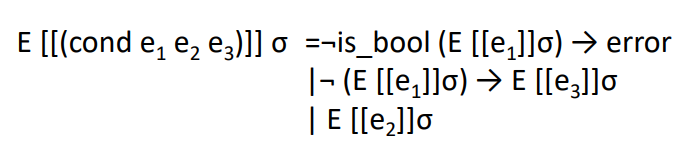 E [[(cond e₁ e₂ e₃)]] σ =¬is_bool (E [[e₁]]σ) → error
|¬ (E [[e₁]]σ) → E [[e₃]]σ
| E [[e₂]]σ